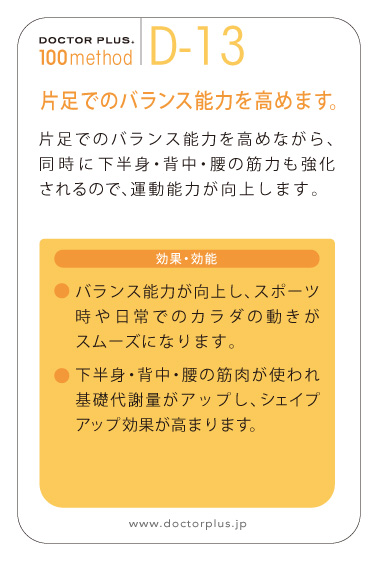 DOCTOR PLUS.
100method
D-13
片足でのバランス能力を高めます。
片足でのバランス能力を高めながら、
同時に下半身・背中・腰の筋力も強化
されるので、運動能力が向上します。
効果・効能
● バランス能力が向上し、スポーツ
時や日常でのカラダの動きが
スムーズになります。
● 下半身・背中・腰の筋肉が使われ
基礎代謝量がアップし、シェイプ
アップ効果が高まります。
www.doctorplus.jp